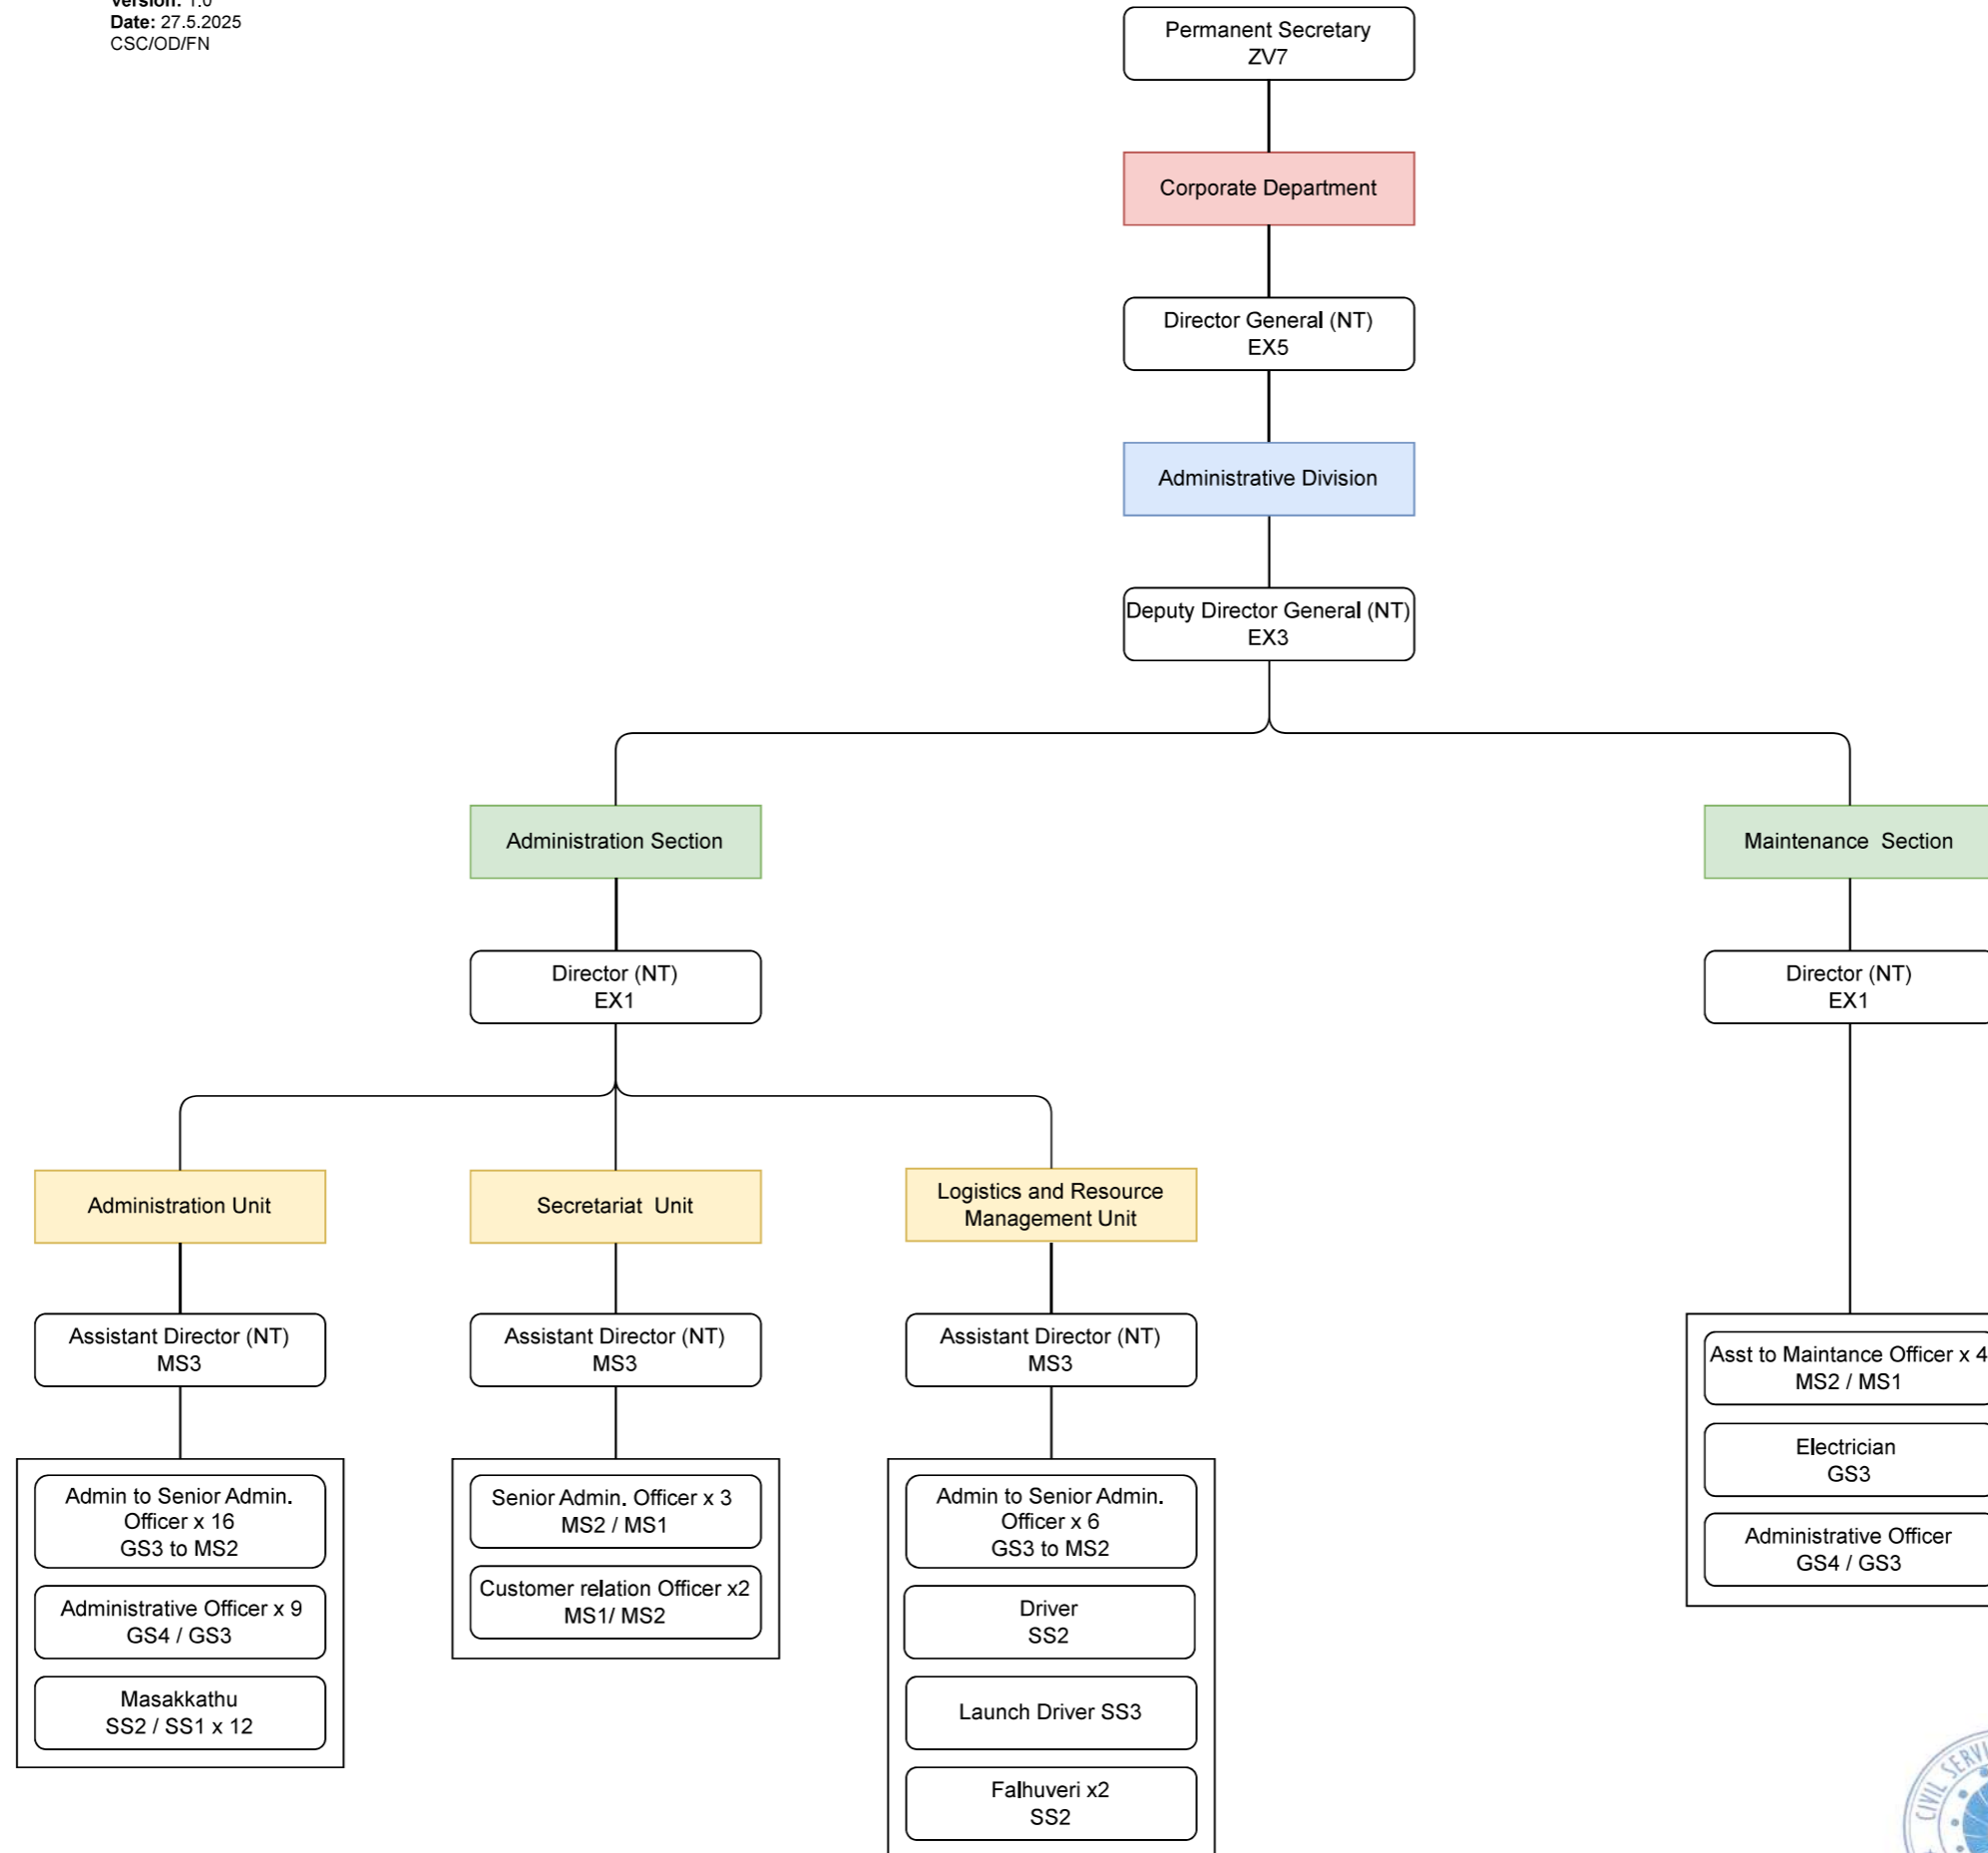 Version: 1.0
Date: 27.5.2025
CSC/OD/FN
Permanent Secretary
ZV7
Corporate Department
Director General (NT)
EX5
Administrative Division
Deputy Director General (NT)
EX3
Administration Section
Maintenance  Section
Director (NT)
EX1
Director (NT)
EX1
Administration Unit
Secretariat  Unit
Logistics and Resource
Management Unit
Assistant Director (NT)
MS3
Assistant Director (NT)
MS3
Assistant Director (NT)
MS3
Admin to Senior Admin.
Officer x 16
GS3 to MS2
Administrative Officer x 9
GS4 / GS3
Masakkathu
SS2 / SS1 x 12
Senior Admin. Officer x 3
MS2 / MS1
Customer relation Officer x2
MS1/ MS2
Admin to Senior Admin.
Officer x 6
GS3 to MS2
Driver
SS2
Launch Driver SS3
Falhuveri x2
SS2
Asst to Maintance Officer x 4
MS2 / MS1
Electrician
GS3
Administrative Officer
GS4 / GS3
CIVIL